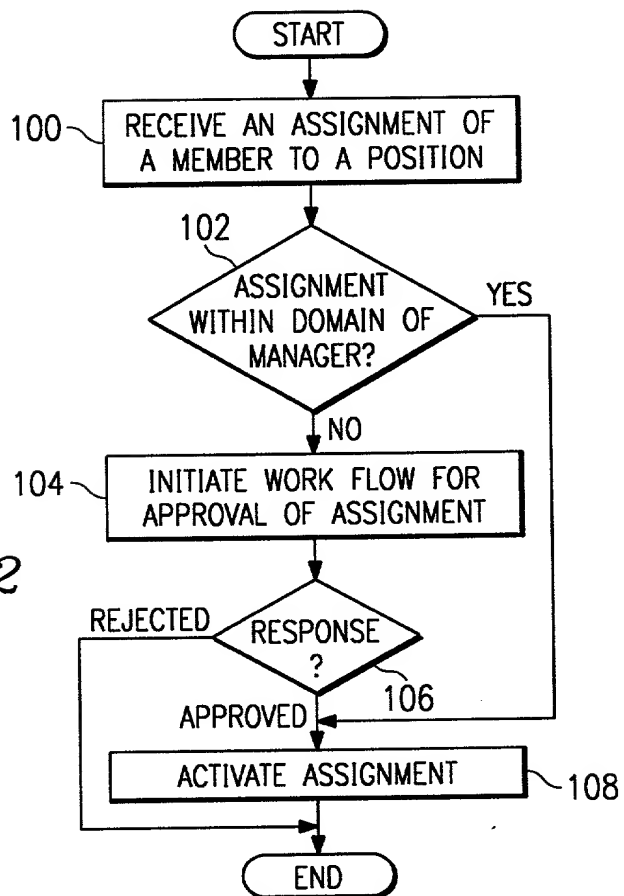 START
100
RECEIVE AN ASSIGNMENT OF
A MEMBER TO A POSITION
102
ASSIGNMENT
WITHIN DOMAIN OF
MANAGER?
YES
NO
104
INITIATE WORK FLOW FOR
APPROVAL OF ASSIGNMENT
2
REJECTED
RESPONSE
?
106
APPROVED
ACTIVATE ASSIGNMENT
108
END